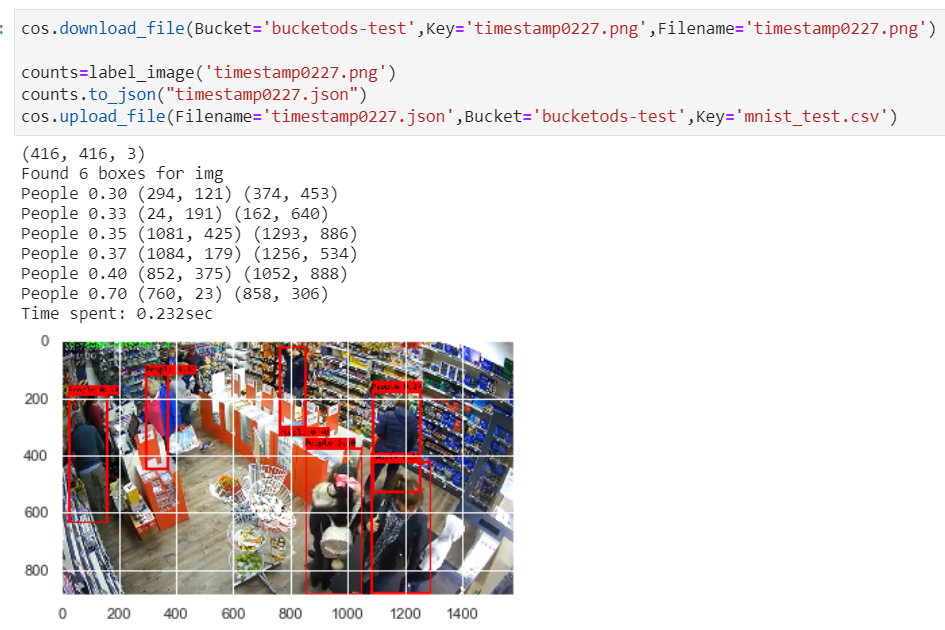 cos.download_file(Bucket='bucketods-test',Key='timestamp0227.png',Filename='timestamp0227.png')
counts=label_image('timestamp0227.png')
counts.to_json("timestamp0227.json")
cos.upload_file(Filename='timestamp0227.json',Bucket='bucketods-test',Key='mnist_test.csv')
(416, 416, 3)
Found 6 boxes for img
People 0.30 (294, 121) (374, 453)
People 0.33 (24, 191) (162, 640)
People 0.35 (1081, 425) (1293, 886)
People 0.37 (1084, 179) (1256, 534)
People 0.40 (852, 375) (1052, 888)
People 0.70 (760, 23) (858, 306)
Time spent: 0.232sec
0
200
400
600
800
People
People
People
People
0 200 400 600 800 1000 1200 1400